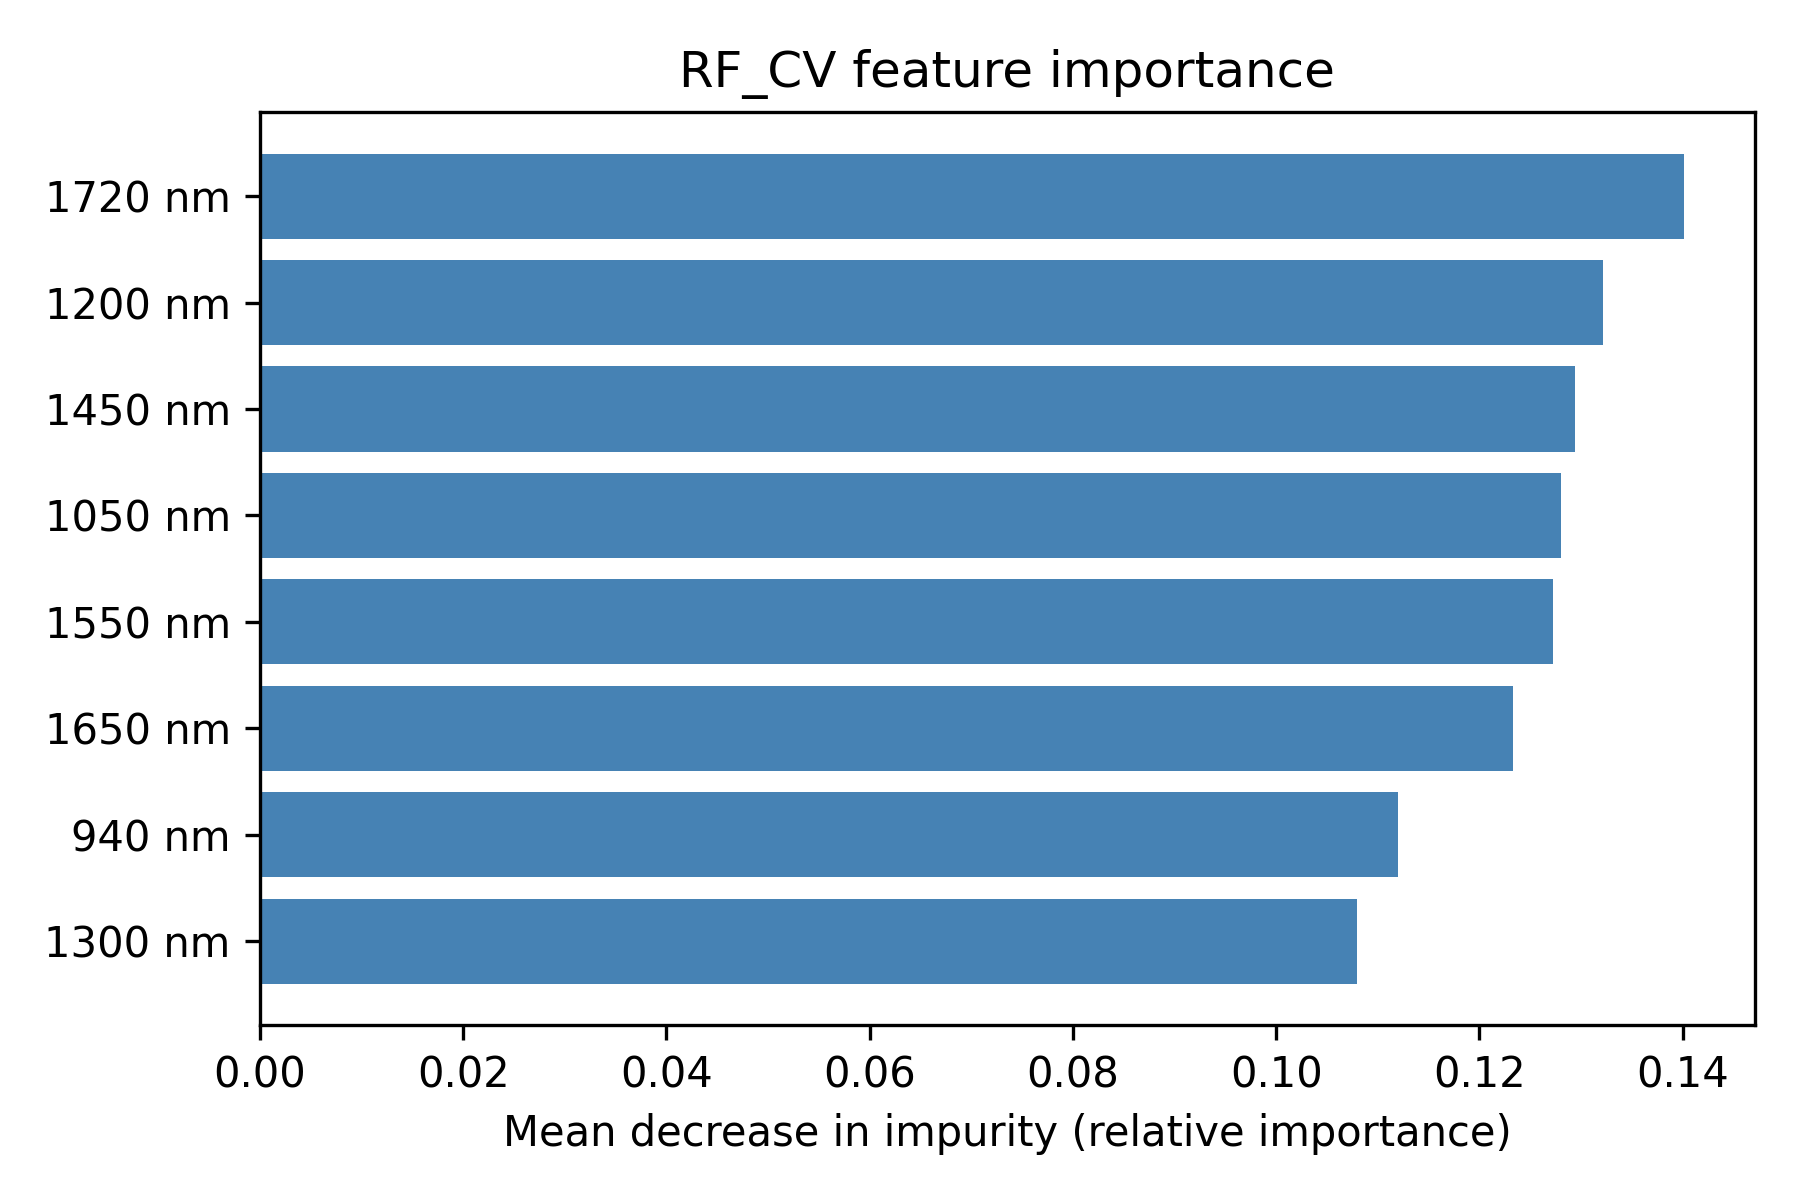 RF_CV feature importance
1720 nm
1200 nm
1450 nm
1050 nm
1550 nm
1650 nm
940 nm
1300 nm
0.00 0.02 0.04 0.06 0.08 0.10 0.12 0.14
Mean decrease in impurity (relative importance)